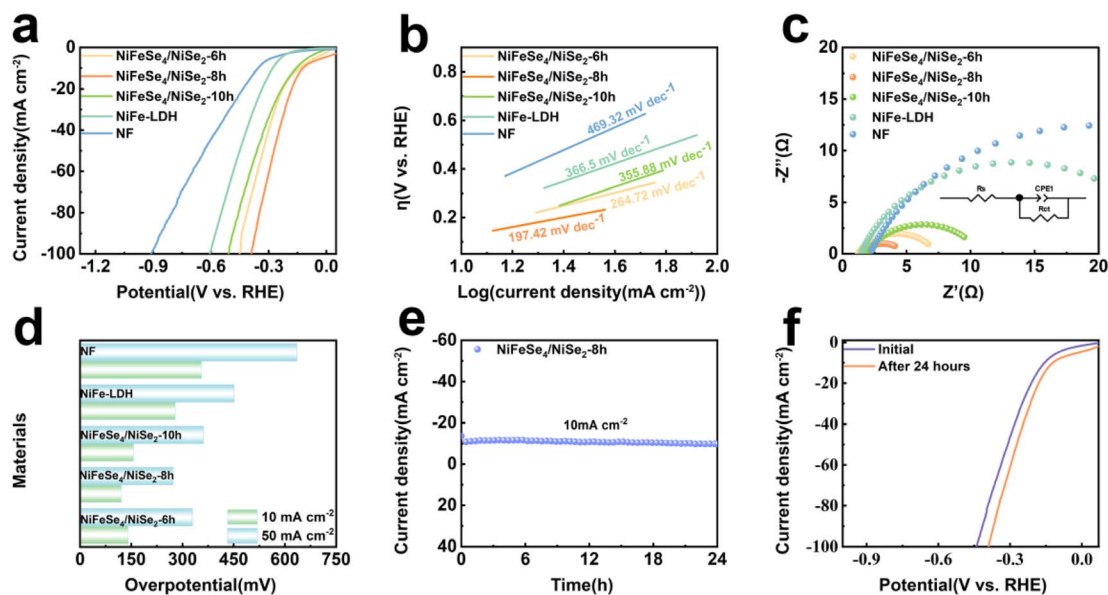 a
0
-20
-40
-60
-80
-100
Current density(mA cm⁻²)
NiFeSe₄/NiSe₂-6h
NiFeSe₄/NiSe₂-8h
NiFeSe₄/NiSe₂-10h
NiFe-LDH
NF
-1.2 -0.9 -0.6 -0.3 0.0
Potential(V vs. RHE)
b
0.8
0.6
0.4
0.2
η(V vs. RHE)
NiFeSe₄/NiSe₂-6h
NiFeSe₄/NiSe₂-8h
NiFeSe₄/NiSe₂-10h
NiFe-LDH
NF
469.32 mV dec⁻¹
366.5 mV dec⁻¹
355.88 mV dec⁻¹
264.72 mV dec⁻¹
197.42 mV dec⁻¹
1.0 1.2 1.4 1.6 1.8 2.0
Log(current density(mA cm⁻²))
c
20
15
10
5
0
-Z''(Ω)
NiFeSe₄/NiSe₂-6h
NiFeSe₄/NiSe₂-8h
NiFeSe₄/NiSe₂-10h
NiFe-LDH
NF
Rs
CPE1
Rct
0 5 10 15 20
Z'(Ω)
d
Materials
NF
NiFe-LDH
NiFeSe₄/NiSe₂-10h
NiFeSe₄/NiSe₂-8h
NiFeSe₄/NiSe₂-6h
10 mA cm⁻²
50 mA cm⁻²
0 150 300 450 600 750
Overpotential(mV)
e
-60
-40
-20
0
20
40
Current density(mA cm⁻²)
NiFeSe₄/NiSe₂-8h
10mA cm⁻²
0 6 12 18 24
Time(h)
f
0
-20
-40
-60
-80
-100
Current density(mA cm⁻²)
Initial
After 24 hours
-0.9 -0.6 -0.3 0.0
Potential(V vs. RHE)